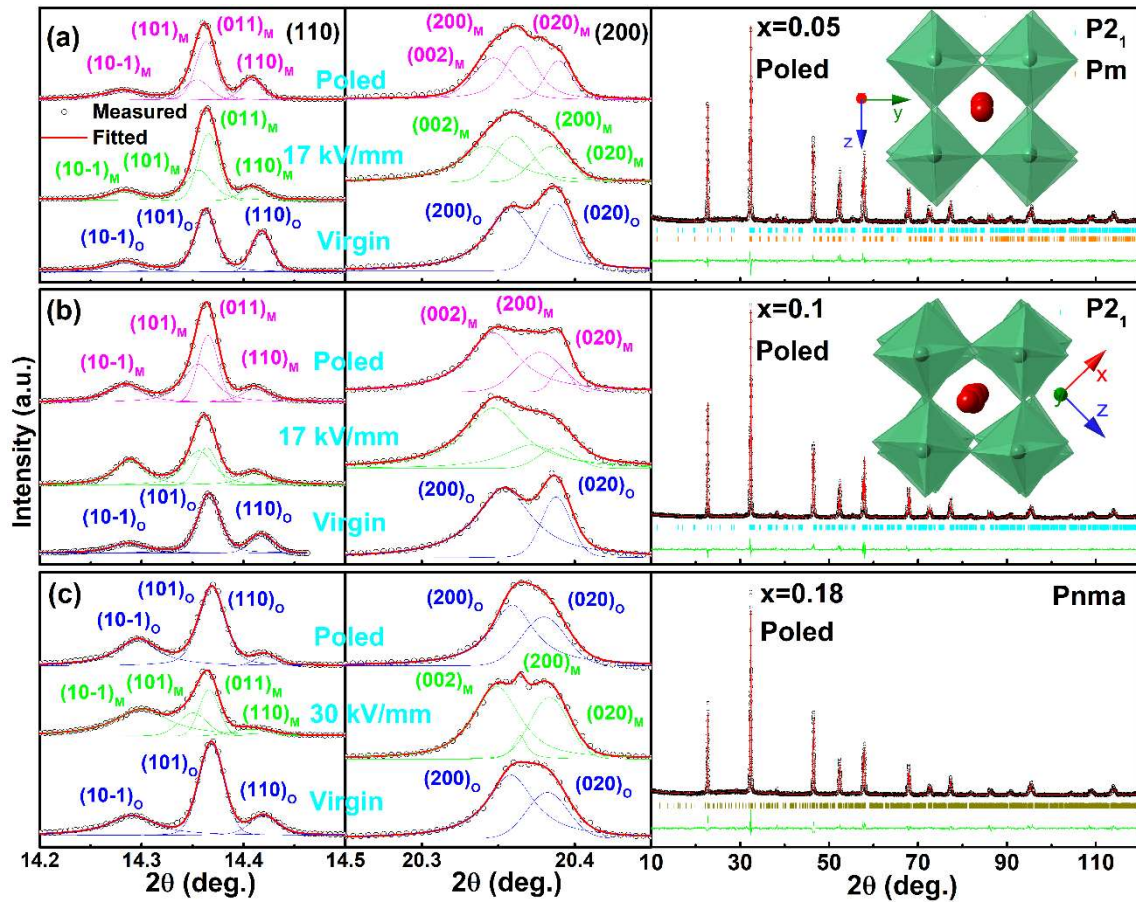 (a)
(101)M
(011)M
(110)
(10-1)M
(110)M
Poled
Measured
Fitted
(011)M
(10-1)M
(101)M
17 kV/mm
(110)M
(10-1)O
(101)O
(110)O
Virgin
(200)M
(020)M
(200)
(002)M
(002)M
(200)M
(020)M
(200)O
(020)O
x=0.05
Poled
P21
Pm
y
z
(b)
(101)M
(011)M
(10-1)M
(110)M
Poled
17 kV/mm
(10-1)O
(101)O
(110)O
Virgin
(200)M
(002)M
(020)M
(200)O
(020)O
x=0.1
Poled
P21
x
y
z
(c)
(101)O
(110)O
(10-1)O
Poled
(10-1)M
(101)M
(011)M
(110)M
30 kV/mm
(101)O
(10-1)O
(110)O
Virgin
(200)O
(020)O
(002)M
(200)M
(020)M
(200)O
(020)O
x=0.18
Poled
Pnma
Intensity (a.u.)
14.2 14.3 14.4 14.5 20.3 20.4 10 30 50 70 90 110
2θ (deg.) 2θ (deg.) 2θ (deg.)